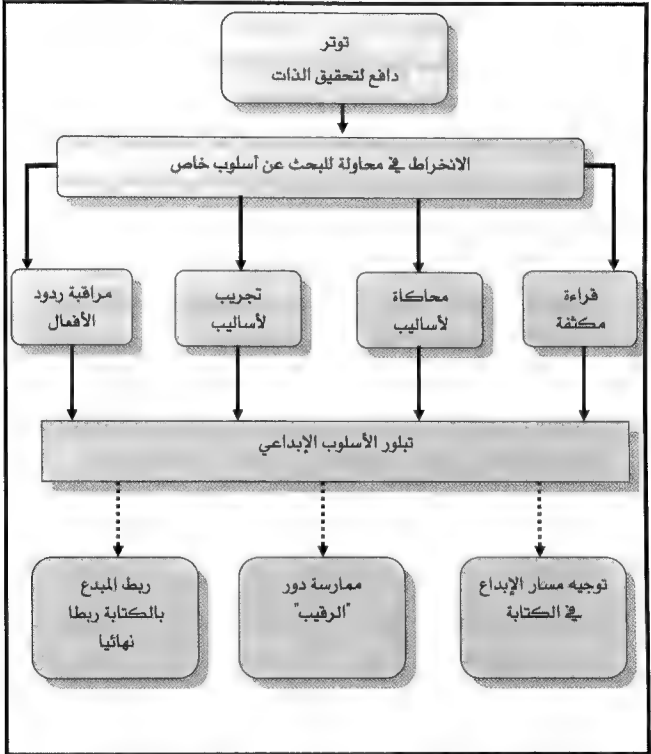 توتر
دافع لتحقيق الذات
الانخراط في محاولة للبحث عن أسلوب خاص
قراءة
مكثفة
محاكاة
لأساليب
تجريب
لأساليب
مراقبة ردود
الأفعال
تبلور الأسلوب الإبداعي
توجيه مسار الإبداع
في الكتابة
ممارسة دور
"الرقيب"
ربط المبدع
بالكتابة ربطا
نهائيا